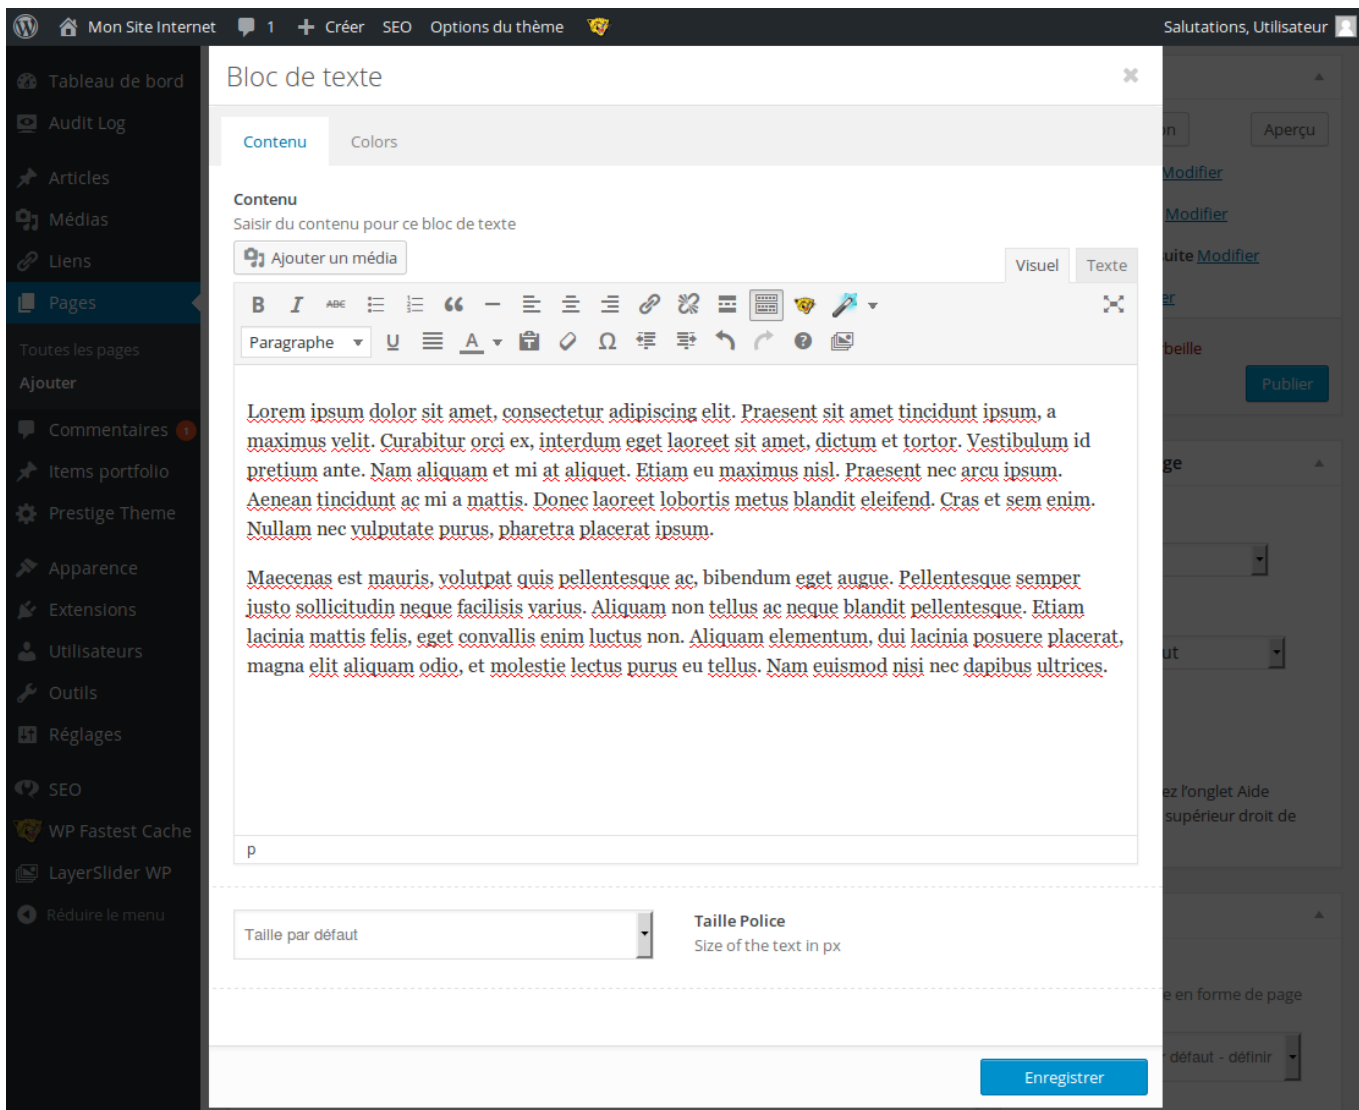 Mon Site Internet 1 Créer SEO Options du thème Salutations, Utilisateur
Tableau de bord
Audit Log
Articles
Médias
Liens
Pages
Toutes les pages
Ajouter
Commentaires 1
Items portfolio
Prestige Theme
Apparence
Extensions
Utilisateurs
Outils
Réglages
SEO
WP Fastest Cache
LayerSlider WP
Réduire le menu
Bloc de texte
Contenu Colors
Contenu
Saisir du contenu pour ce bloc de texte
Ajouter un média
Visuel Texte
B I ABC
Paragraphe U A Ω
Lorem ipsum dolor sit amet, consectetur adipiscing elit. Praesent sit amet tincidunt ipsum, a
maximus velit. Curabitur orci ex, interdum eget laoreet sit amet, dictum et tortor. Vestibulum id
pretium ante. Nam aliquam et mi at aliquet. Etiam eu maximus nisl. Praesent nec arcu ipsum.
Aenean tincidunt ac mi a mattis. Donec laoreet lobortis metus blandit eleifend. Cras et sem enim.
Nullam nec vulputate purus, pharetra placerat ipsum.
Maecenas est mauris, volutpat quis pellentesque ac, bibendum eget augue. Pellentesque semper
justo sollicitudin neque facilisis varius. Aliquam non tellus ac neque blandit pellentesque. Etiam
lacinia mattis felis, eget convallis enim luctus non. Aliquam elementum, dui lacinia posuere placerat,
magna elit aliquam odio, et molestie lectus purus eu tellus. Nam euismod nisi nec dapibus ultrices.
p
Taille par défaut
Taille Police
Size of the text in px
Enregistrer
on Aperçu
Modifier
Modifier
uite Modifier
er
beille
Publier
ge
ut
ez l'onglet Aide
supérieur droit de
e en forme de page
défaut - définir